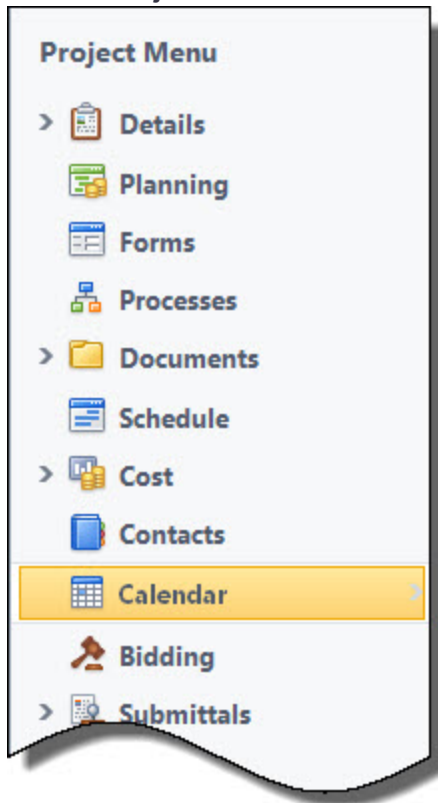 Project Menu
Details
Planning
Forms
Processes
Documents
Schedule
Cost
Contacts
Calendar
Bidding
Submittals